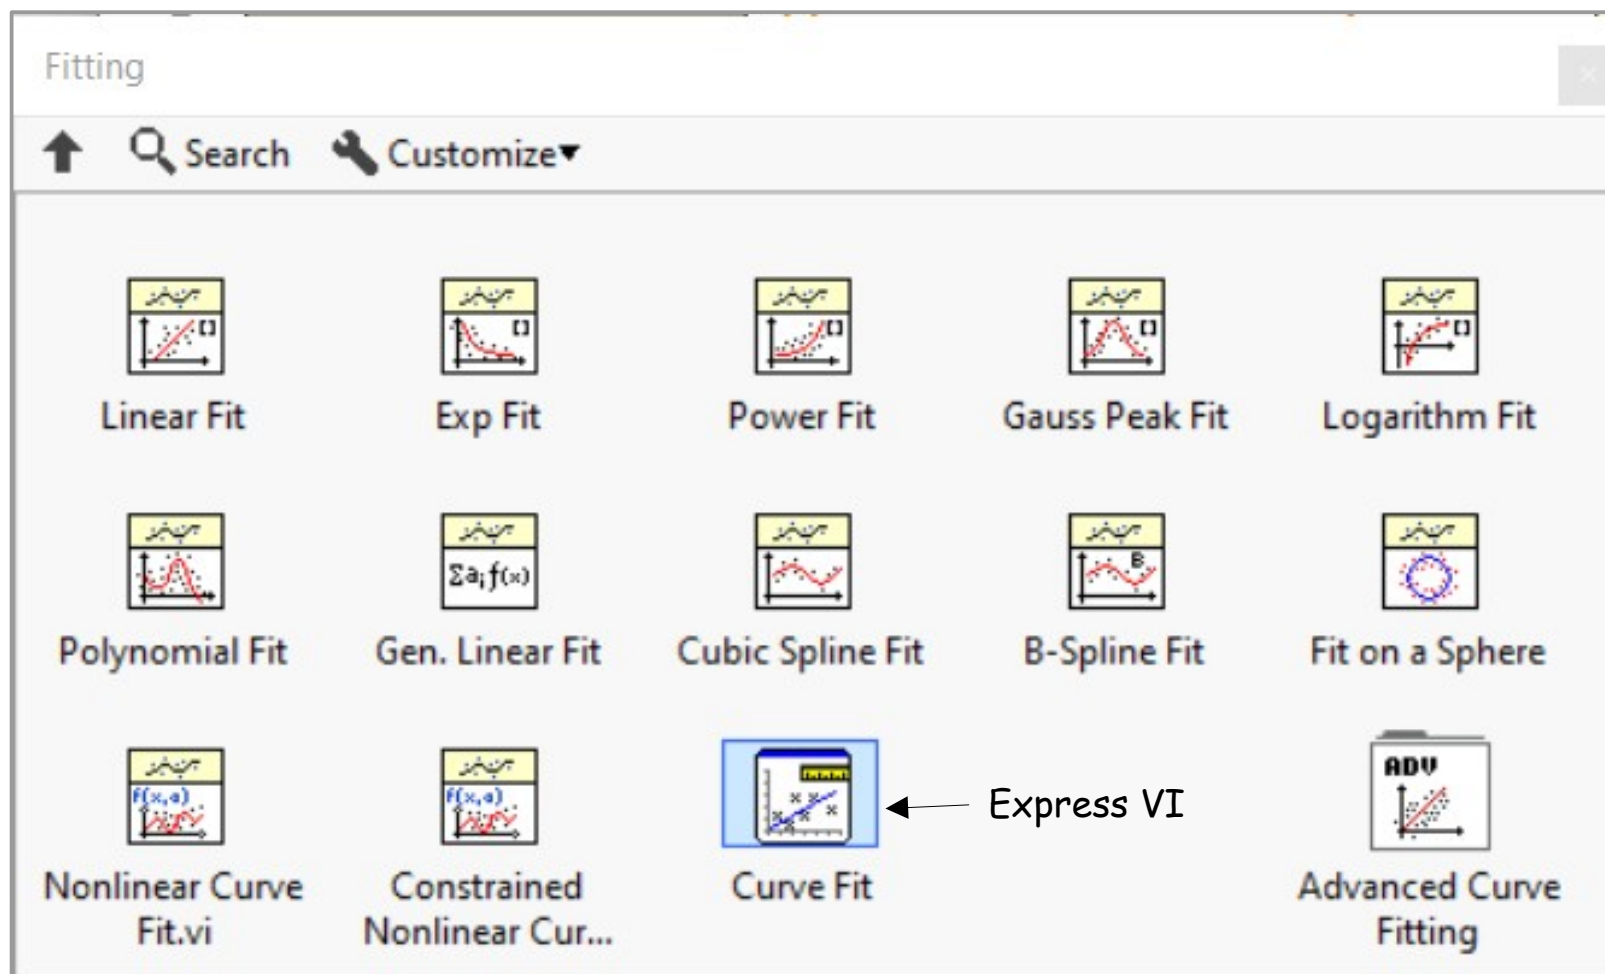 Fitting
Search Customize
Linear Fit Exp Fit Power Fit Gauss Peak Fit Logarithm Fit
Σaᵢf(x) B
Polynomial Fit Gen. Linear Fit Cubic Spline Fit B-Spline Fit Fit on a Sphere
f(x,a) f(x,a) ADV
Express VI
Nonlinear Curve Constrained Curve Fit Advanced Curve
Fit.vi Nonlinear Cur... Fitting